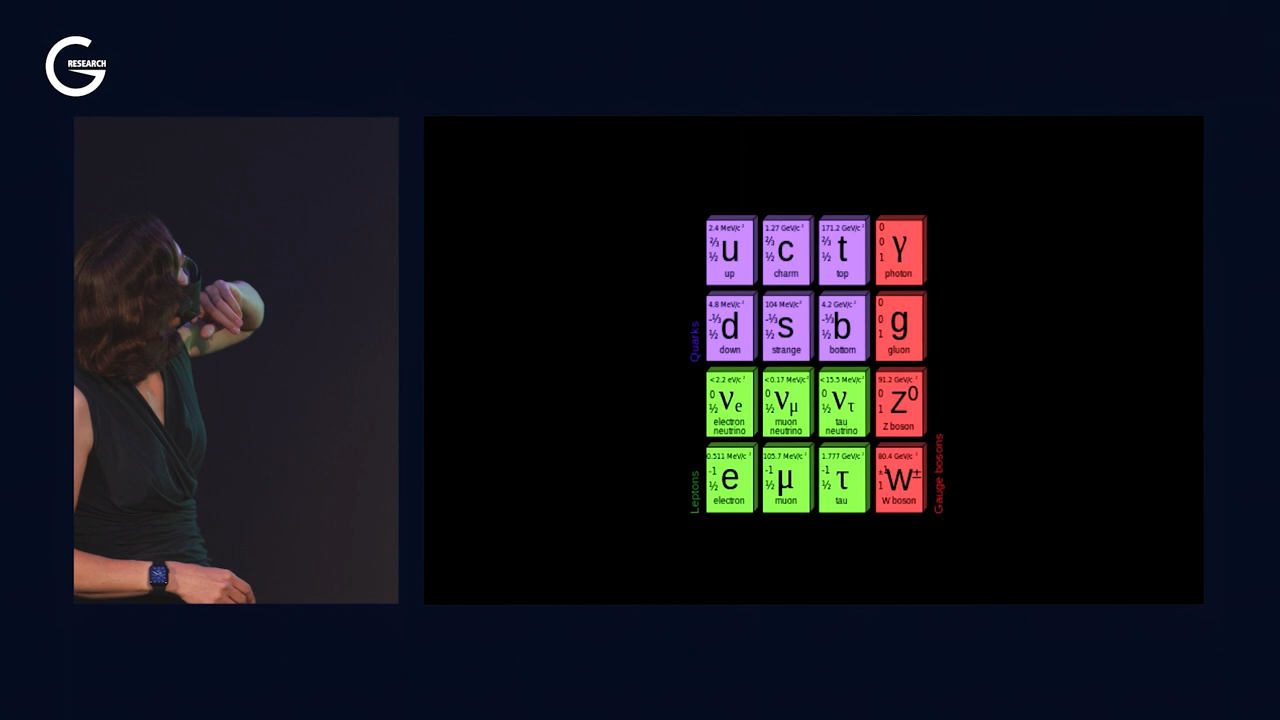 G RESEARCH
2.4 MeV/c²
⅔
½
u
up
1.27 GeV/c²
⅔
½
c
charm
171.2 GeV/c²
⅔
½
t
top
0
0
1
γ
photon
Quarks
4.8 MeV/c²
-⅓
½
d
down
104 MeV/c²
-⅓
½
s
strange
4.2 GeV/c²
-⅓
½
b
bottom
0
0
1
g
gluon
<2.2 eV/c²
0
½
νe
electron
neutrino
<0.17 MeV/c²
0
½
νμ
muon
neutrino
<15.5 MeV/c²
0
½
ντ
tau
neutrino
91.2 GeV/c²
0
1
Z⁰
Z boson
Leptons
0.511 MeV/c²
-1
½
e
electron
105.7 MeV/c²
-1
½
μ
muon
1.777 GeV/c²
-1
½
τ
tau
80.4 GeV/c²
±1
1
W±
W boson
Gauge bosons